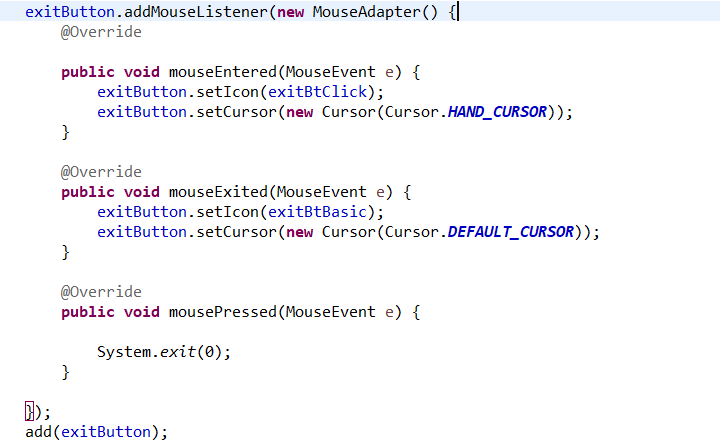 exitButton.addMouseListener(new MouseAdapter() {
@Override
public void mouseEntered(MouseEvent e) {
exitButton.setIcon(exitBtClick);
exitButton.setCursor(new Cursor(Cursor.HAND_CURSOR));
}
@Override
public void mouseExited(MouseEvent e) {
exitButton.setIcon(exitBtBasic);
exitButton.setCursor(new Cursor(Cursor.DEFAULT_CURSOR));
}
@Override
public void mousePressed(MouseEvent e) {
System.exit(0);
}
});
add(exitButton);